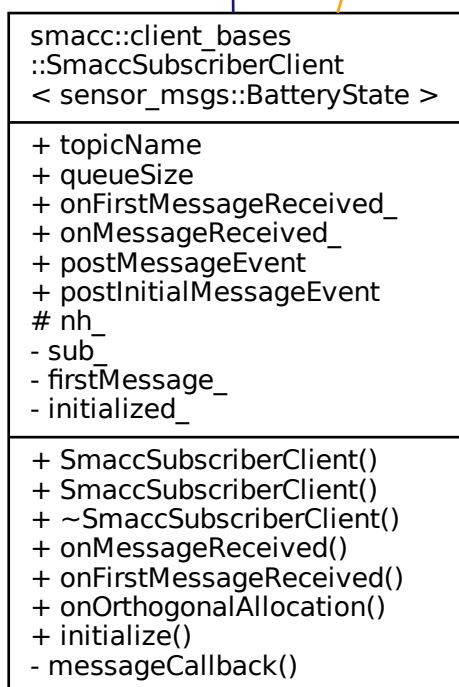 smacc::client_bases
::SmaccSubscriberClient
< sensor_msgs::BatteryState >
+ topicName
+ queueSize
+ onFirstMessageReceived_
+ onMessageReceived_
+ postMessageEvent
+ postInitialMessageEvent
# nh_
- sub_
- firstMessage_
- initialized_
+ SmaccSubscriberClient()
+ SmaccSubscriberClient()
+ ~SmaccSubscriberClient()
+ onMessageReceived()
+ onFirstMessageReceived()
+ onOrthogonalAllocation()
+ initialize()
- messageCallback()